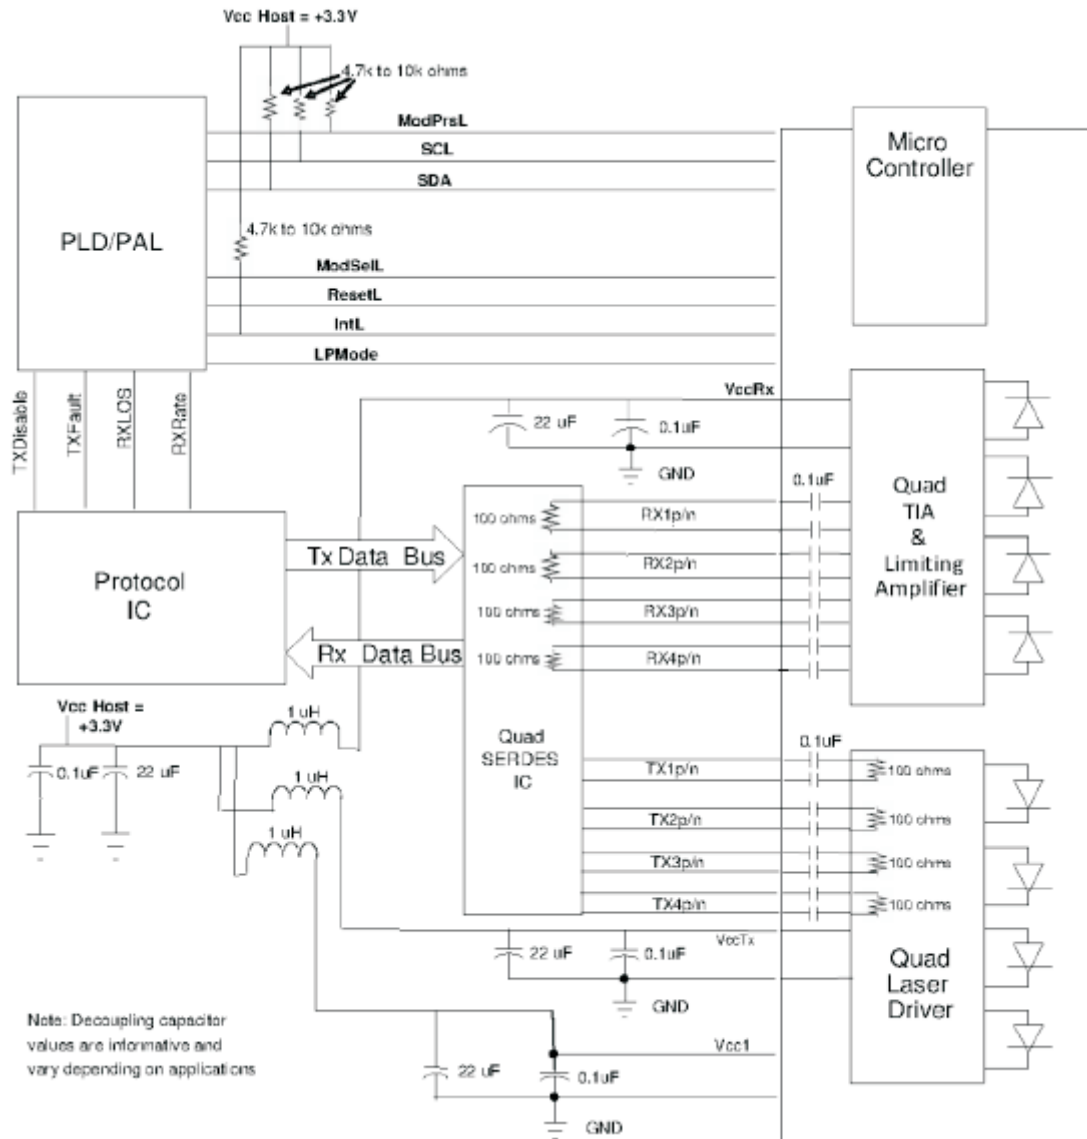 Vcc Host = +3.3V
4.7k to 10k ohms
ModPrsL
SCL
SDA
PLD/PAL
4.7k to 10k ohms
ModSelL
ResetL
IntL
LPMode
Micro
Controller
TXDisable
TXFault
RXLOS
RXRate
VccRx
22 uF
0.1uF
GND
Quad
TIA
&
Limiting
Amplifier
0.1uF
100 ohms
RX1p/n
100 ohms
RX2p/n
100 ohms
RX3p/n
100 ohms
RX4p/n
Protocol
IC
Tx Data Bus
Rx Data Bus
Quad
SERDES
IC
Vcc Host =
+3.3V
0.1uF
22 uF
1 uH
1 uH
1 uH
0.1uF
TX1p/n
100 ohms
TX2p/n
100 ohms
TX3p/n
100 ohms
TX4p/n
100 ohms
VccTx
22 uF
0.1uF
GND
Quad
Laser
Driver
Note: Decoupling capacitor
values are informative and
vary depending on applications
Vcc1
22 uF
0.1uF
GND